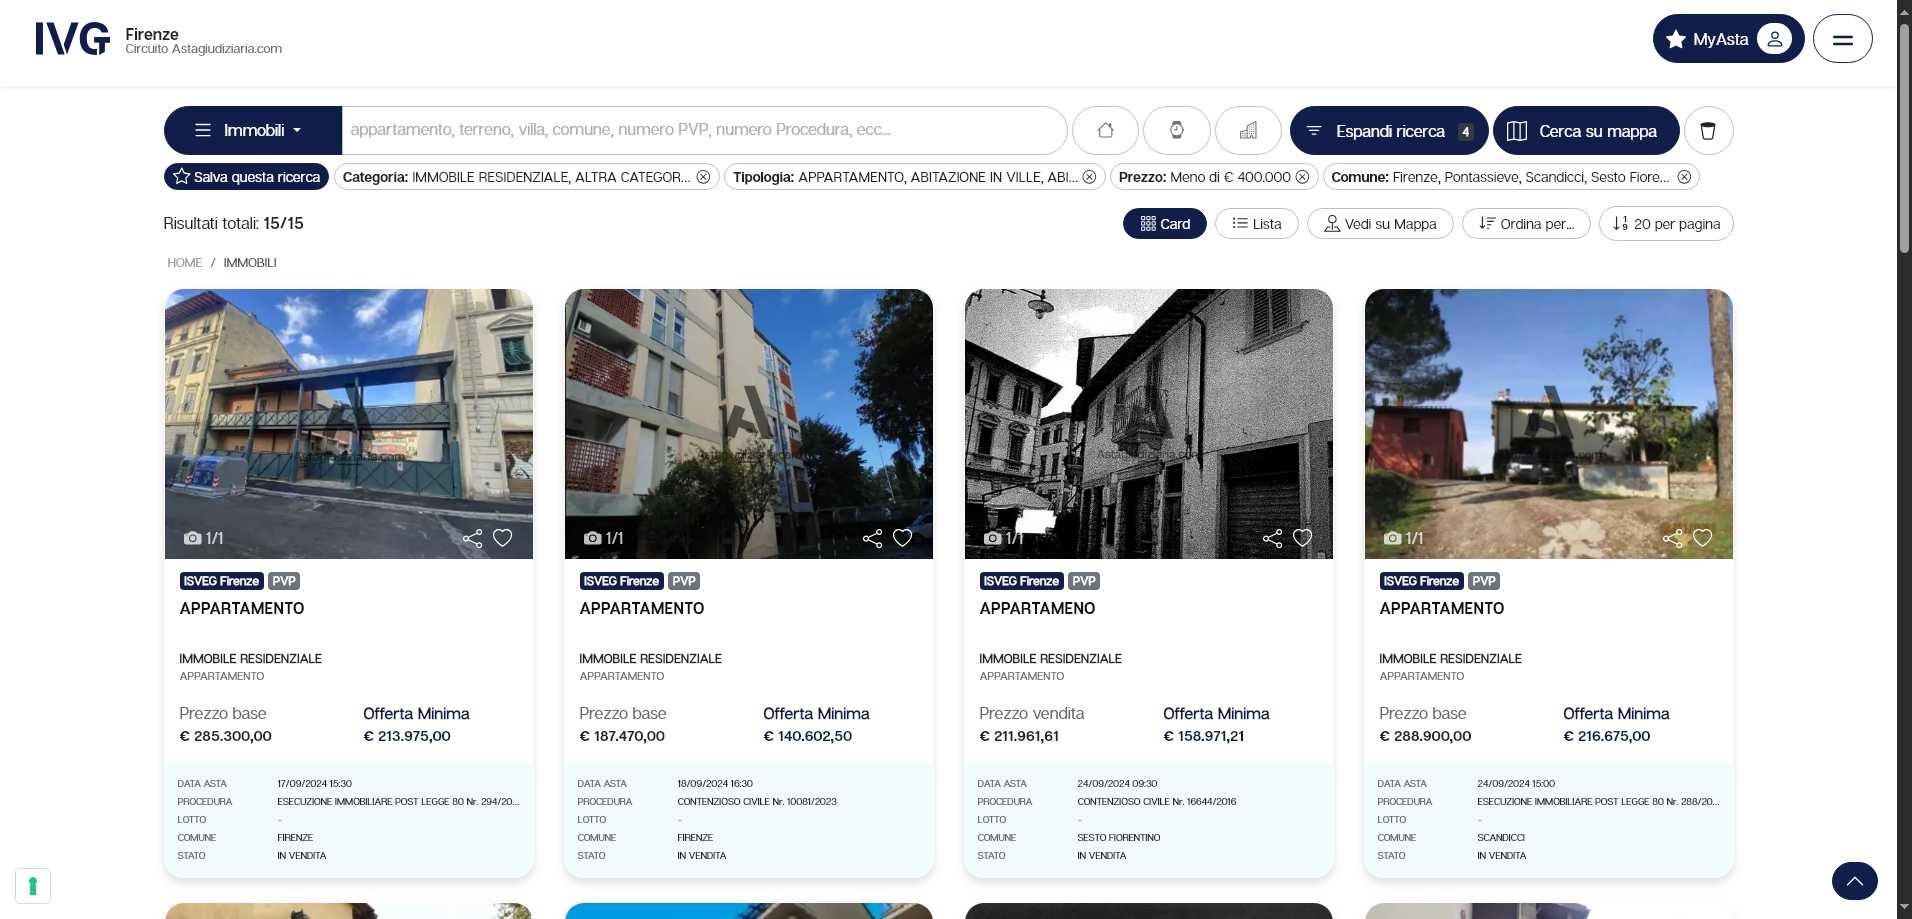 IVG
Firenze
Circuito Astagiudiziaria.com
MyAsta
Immobili
appartamento, terreno, villa, comune, numero PVP, numero Procedura, ecc...
Espandi ricerca 4
Cerca su mappa
Salva questa ricerca
Categoria: IMMOBILE RESIDENZIALE, ALTRA CATEGOR...
Tipologia: APPARTAMENTO, ABITAZIONE IN VILLE, ABI...
Prezzo: Meno di € 400.000
Comune: Firenze, Pontassieve, Scandicci, Sesto Fiore...
Risultati totali: 15/15
Card
Lista
Vedi su Mappa
Ordina per...
20 per pagina
HOME / IMMOBILI
1/1
ISVEG Firenze PVP
APPARTAMENTO
IMMOBILE RESIDENZIALE
APPARTAMENTO
Prezzo base Offerta Minima
€ 285.300,00 € 213.975,00
DATA ASTA 17/09/2024 15:30
PROCEDURA ESECUZIONE IMMOBILIARE POST LEGGE 80 Nr. 294/20...
LOTTO -
COMUNE FIRENZE
STATO IN VENDITA
1/1
ISVEG Firenze PVP
APPARTAMENTO
IMMOBILE RESIDENZIALE
APPARTAMENTO
Prezzo base Offerta Minima
€ 187.470,00 € 140.602,50
DATA ASTA 18/09/2024 16:30
PROCEDURA CONTENZIOSO CIVILE Nr. 10081/2023
LOTTO -
COMUNE FIRENZE
STATO IN VENDITA
1/1
ISVEG Firenze PVP
APPARTAMENO
IMMOBILE RESIDENZIALE
APPARTAMENTO
Prezzo vendita Offerta Minima
€ 211.961,61 € 158.971,21
DATA ASTA 24/09/2024 09:30
PROCEDURA CONTENZIOSO CIVILE Nr. 16644/2016
LOTTO -
COMUNE SESTO FIORENTINO
STATO IN VENDITA
1/1
ISVEG Firenze PVP
APPARTAMENTO
IMMOBILE RESIDENZIALE
APPARTAMENTO
Prezzo base Offerta Minima
€ 288.900,00 € 216.675,00
DATA ASTA 24/09/2024 15:00
PROCEDURA ESECUZIONE IMMOBILIARE POST LEGGE 80 Nr. 288/20...
LOTTO -
COMUNE SCANDICCI
STATO IN VENDITA